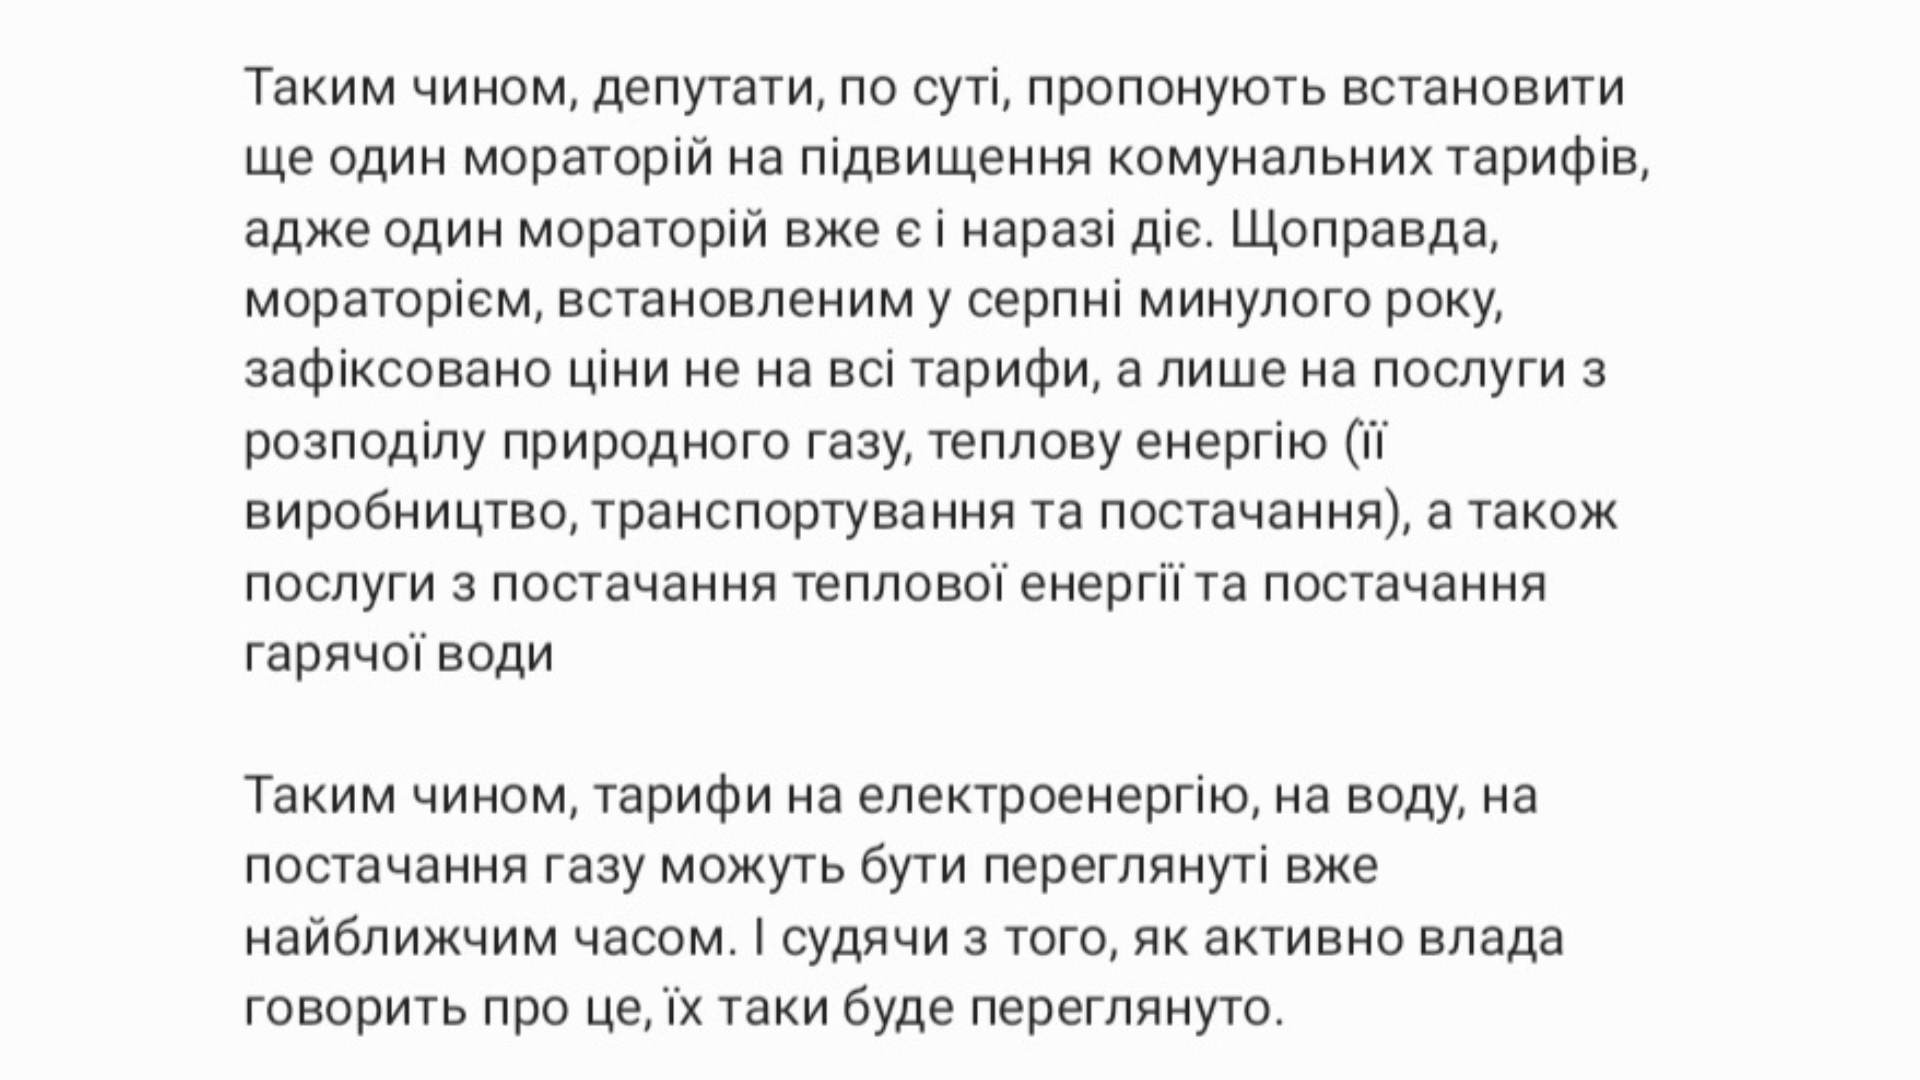 Таким чином, депутати, по суті, пропонують встановити
ще один мораторій на підвищення комунальних тарифів,
адже один мораторій вже є і наразі діє. Щоправда,
мораторієм, встановленим у серпні минулого року,
зафіксовано ціни не на всі тарифи, а лише на послуги з
розподілу природного газу, теплову енергію (її
виробництво, транспортування та постачання), а також
послуги з постачання теплової енергії та постачання
гарячої води
Таким чином, тарифи на електроенергію, на воду, на
постачання газу можуть бути переглянуті вже
найближчим часом. І судячи з того, як активно влада
говорить про це, їх таки буде переглянуто.